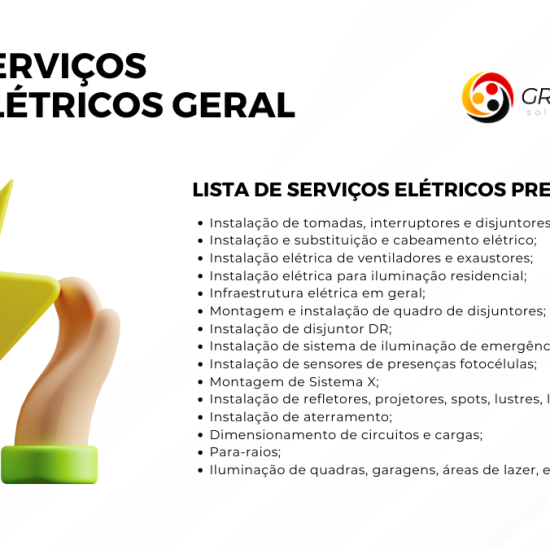 ERVIÇOS
LÉTRICOS GERAL
GR
sol
LISTA DE SERVIÇOS ELÉTRICOS PRE
Instalação de tomadas, interruptores e disjuntores
Instalação e substituição e cabeamento elétrico;
Instalação elétrica de ventiladores e exaustores;
Instalação elétrica para iluminação residencial;
Infraestrutura elétrica em geral;
Montagem e instalação de quadro de disjuntores;
Instalação de disjuntor DR;
Instalação de sistema de iluminação de emergênc
Instalação de sensores de presenças fotocélulas;
Montagem de Sistema X;
Instalação de refletores, projetores, spots, lustres, l
Instalação de aterramento;
Dimensionamento de circuitos e cargas;
Para-raios;
Iluminação de quadras, garagens, áreas de lazer, e